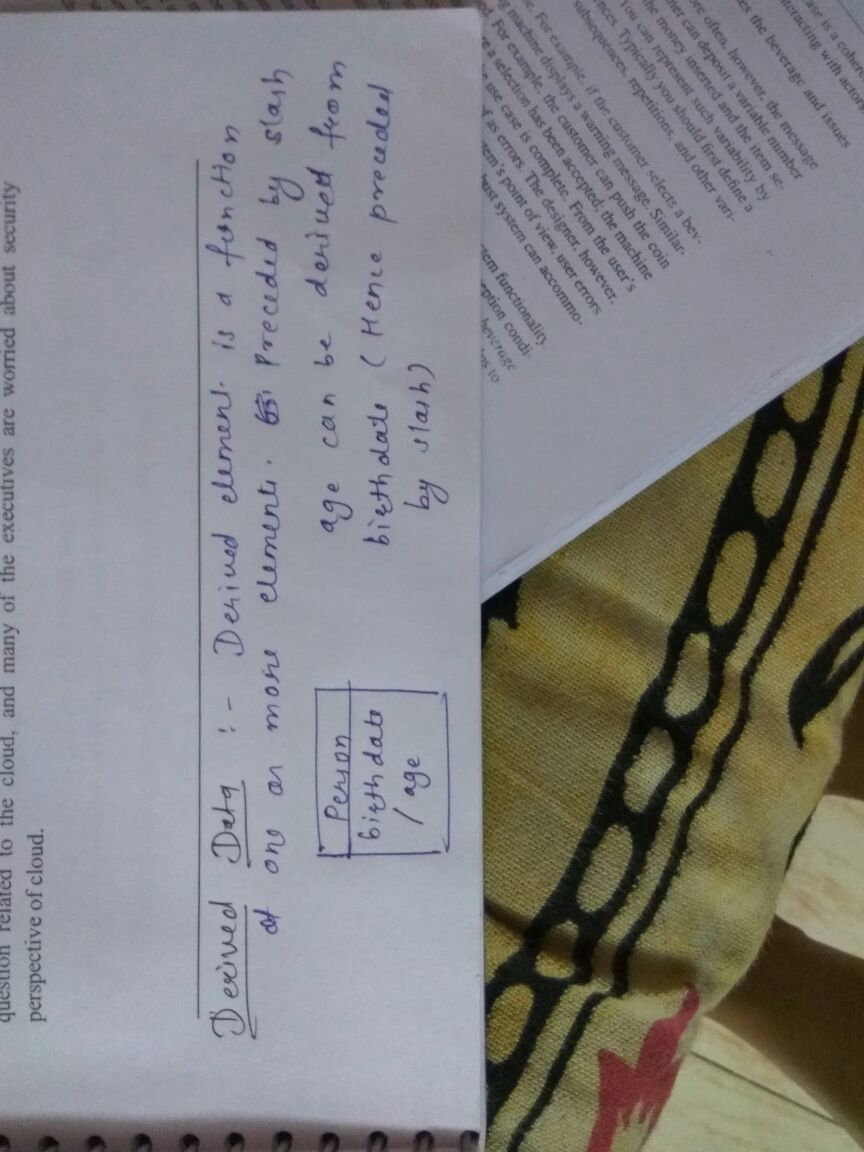 question related to the cloud, and many of the executives are worried about security
perspective of cloud.
Derived Data :- Derived element is a function
of one or more element. Preceded by slash
Person
birthdate
/ age
age can be derived from
birthdate ( Hence preceded
by slash)
ase is a coheren
nteracting with actors
es the beverage and issues
re often, however, the message
mer can deposit a variable number
the money inserted and the item se-
You can represent such variability by
nces. Typically you should first define a
subsequences, repetitions, and other vari-
e. For example, if the customer selects a bev-
g machine displays a warning message. Similar-
. For example, the customer can push the coin
e a selection has been accepted, the machine
use case is complete. From the user's
f as errors. The designer, however,
tem's point of view, user errors
bust system can accommo-
tem functionality.
eption condi-
beverage
to